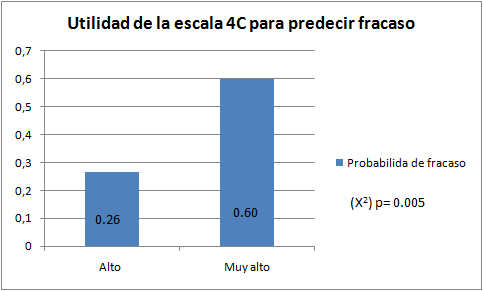 Utilidad de la escala 4C para predecir fracaso
0,7
0,6
0,5
0,4
0,3
0,2
0,1
0
0.26
0.60
Alto
Muy alto
Probabilida de fracaso
(X²) p= 0.005